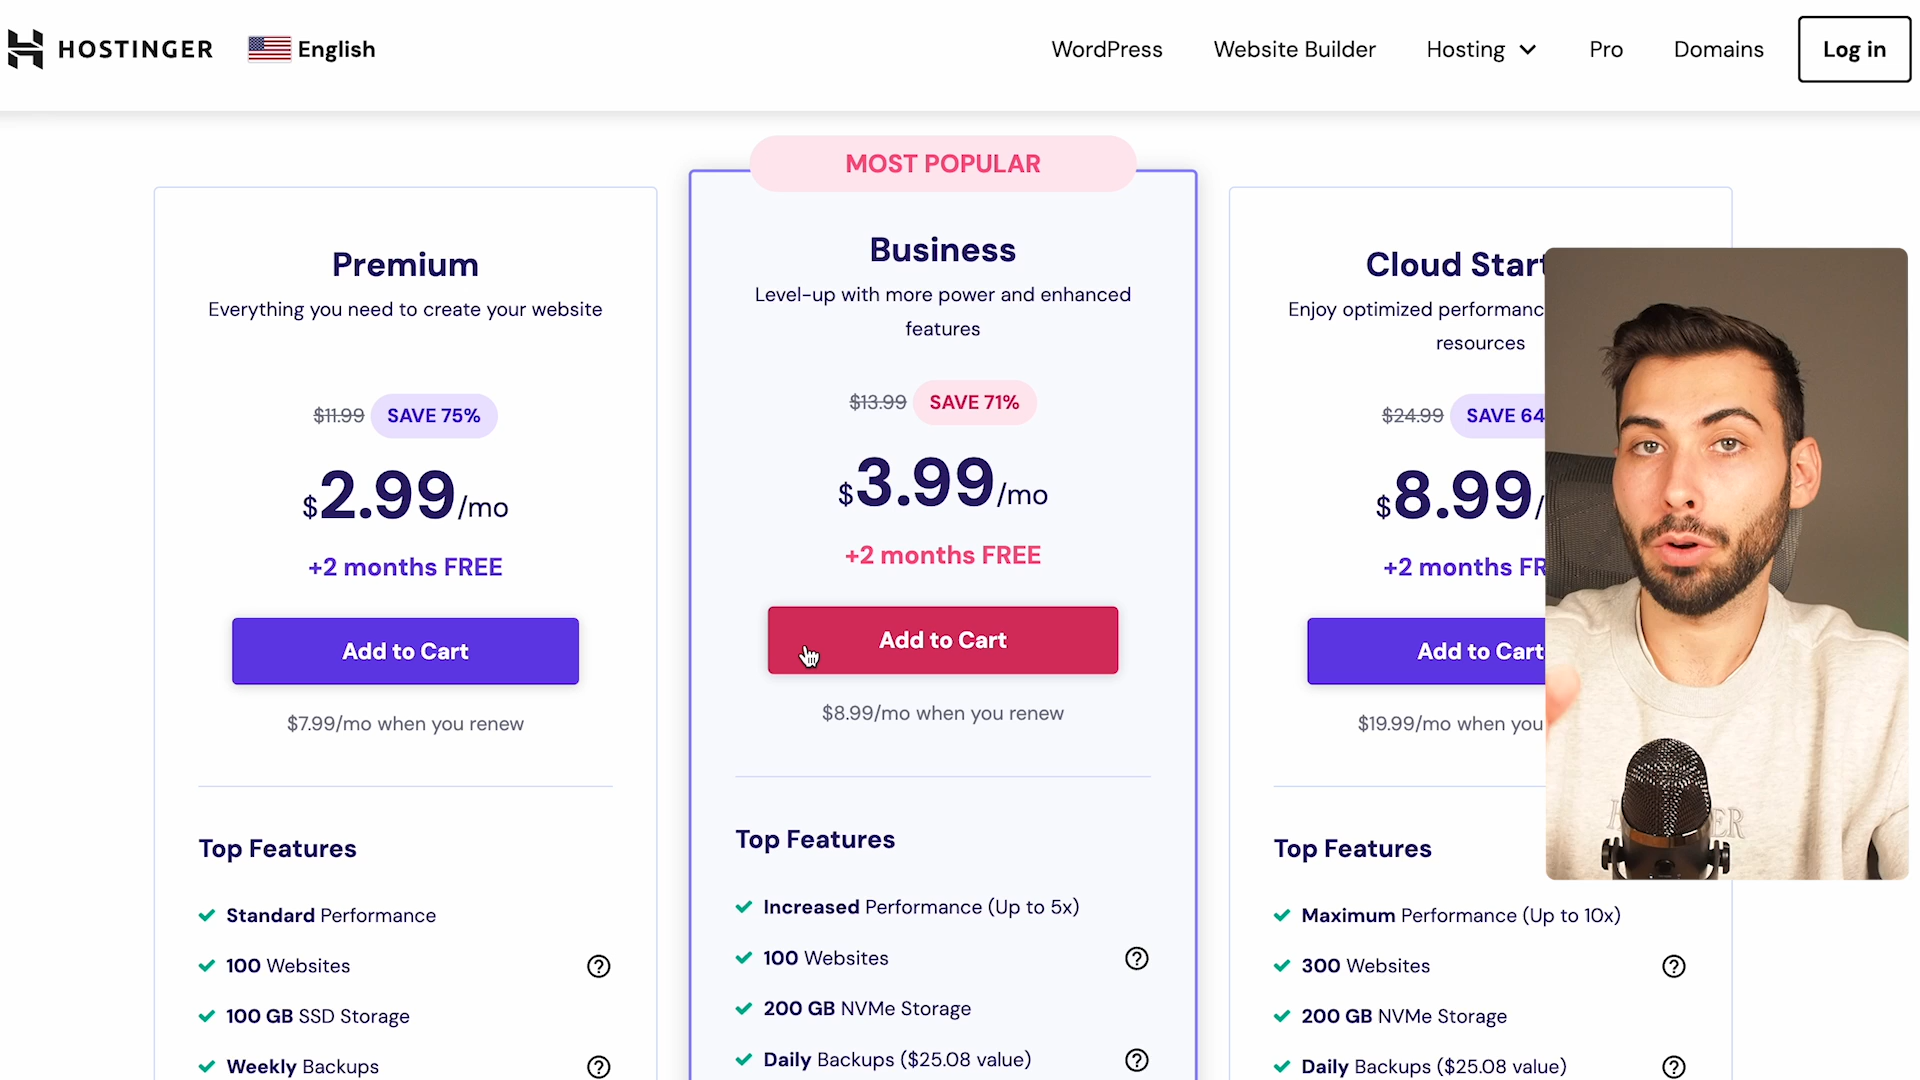 HOSTINGER
English
WordPress
Website Builder
Hosting
Pro
Domains
Log in
Premium
Everything you need to create your website
$11.99 SAVE 75%
$2.99/mo
+2 months FREE
Add to Cart
$7.99/mo when you renew
Top Features
Standard Performance
100 Websites
100 GB SSD Storage
Weekly Backups
MOST POPULAR
Business
Level-up with more power and enhanced
features
$13.99 SAVE 71%
$3.99/mo
+2 months FREE
Add to Cart
$8.99/mo when you renew
Top Features
Increased Performance (Up to 5x)
100 Websites
200 GB NVMe Storage
Daily Backups ($25.08 value)
Cloud
Enjoy optimized
resources
$24.99 SAVE 64
$8.99/
+2 months
Add to Cart
$19.99/mo when you
Top Features
Maximum Performance (Up to 10x)
300 Websites
200 GB NVMe Storage
Daily Backups ($25.08 value)